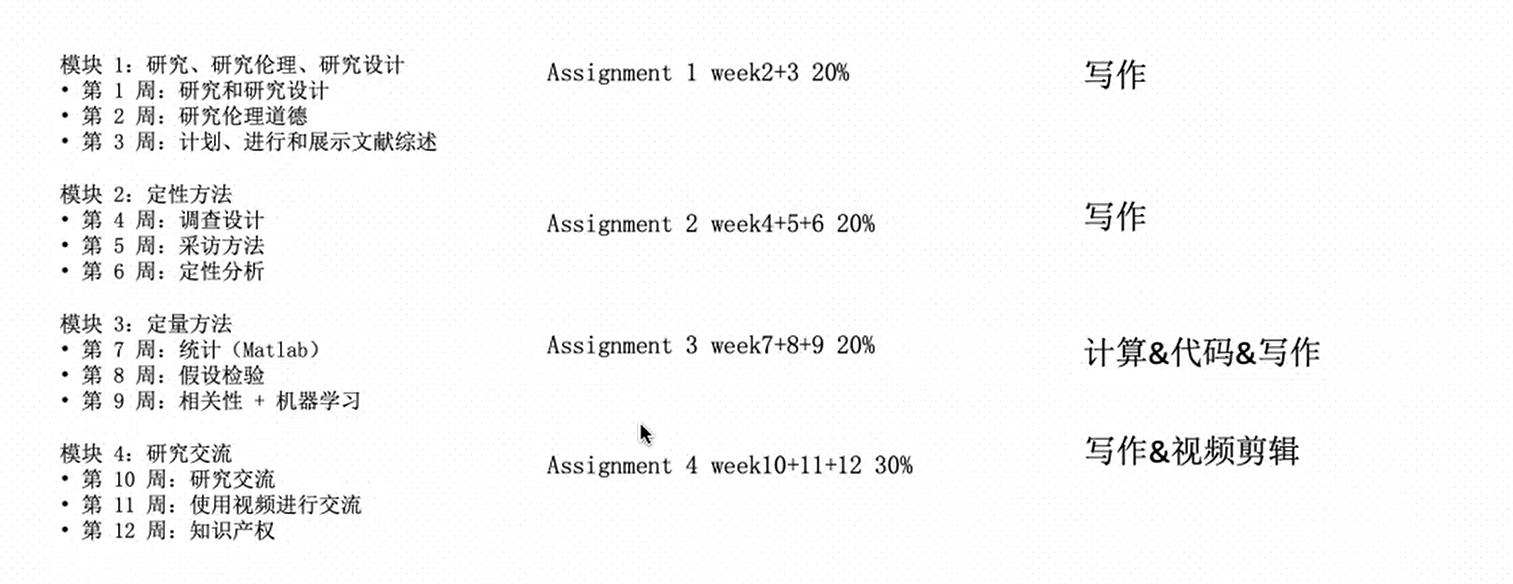 模块 1: 研究、研究伦理、研究设计
• 第 1 周: 研究和研究设计
• 第 2 周: 研究伦理道德
• 第 3 周: 计划、进行和展示文献综述
Assignment 1 week2+3 20%
写作
模块 2: 定性方法
• 第 4 周: 调查设计
• 第 5 周: 采访方法
• 第 6 周: 定性分析
Assignment 2 week4+5+6 20%
写作
模块 3: 定量方法
• 第 7 周: 统计（Matlab）
• 第 8 周: 假设检验
• 第 9 周: 相关性 + 机器学习
Assignment 3 week7+8+9 20%
计算&代码&写作
模块 4: 研究交流
• 第 10 周: 研究交流
• 第 11 周: 使用视频进行交流
• 第 12 周: 知识产权
Assignment 4 week10+11+12 30%
写作&视频剪辑